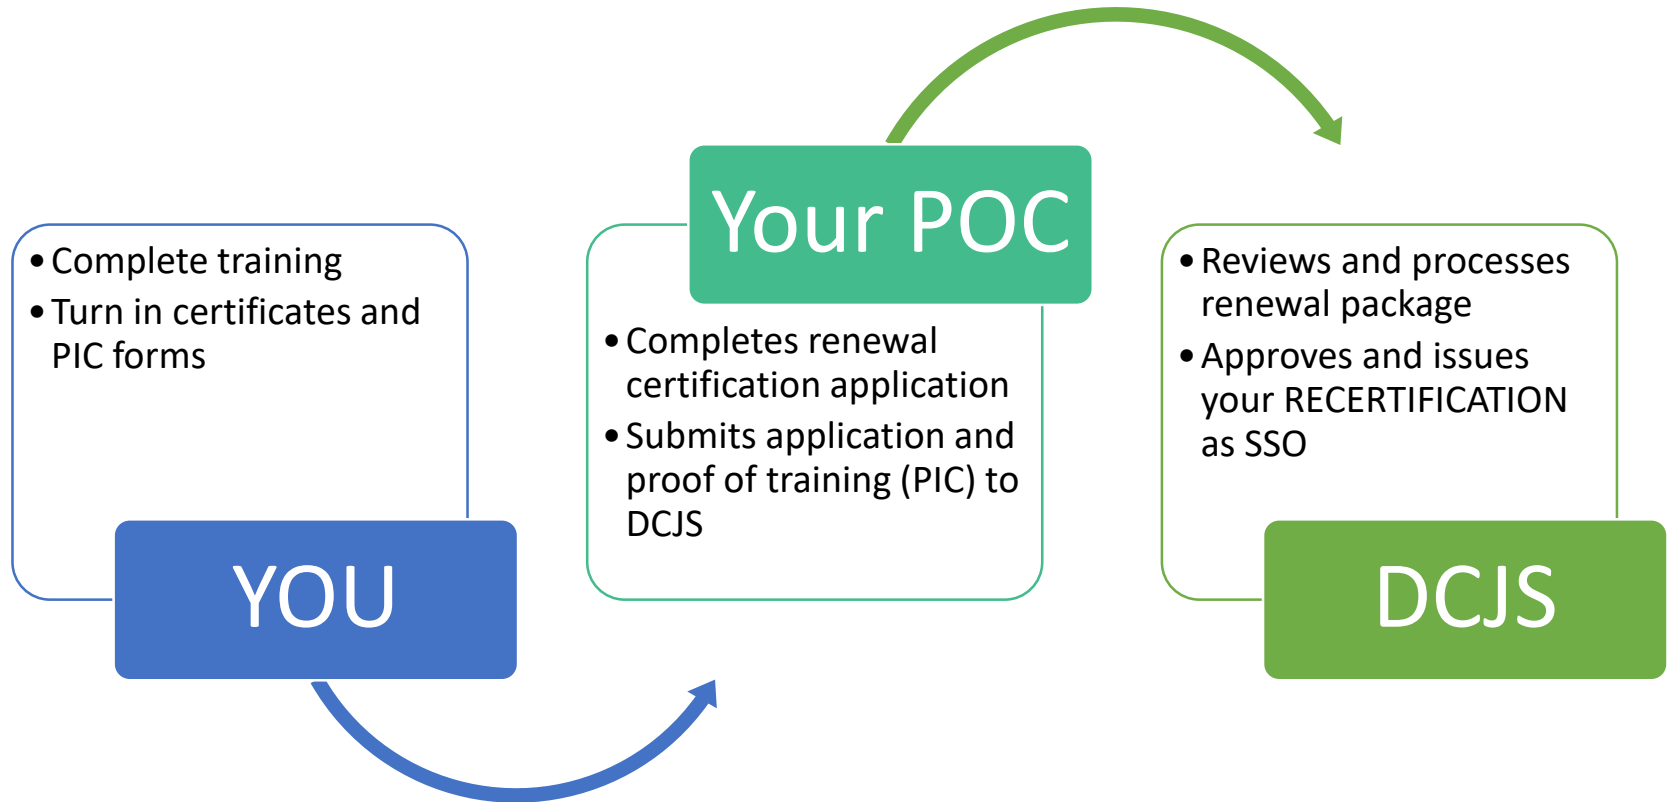 • Complete training
• Turn in certificates and
PIC forms
YOU
Your POC
• Completes renewal
certification application
• Submits application and
proof of training (PIC) to
DCJS
• Reviews and processes
renewal package
• Approves and issues
your RECERTIFICATION
as SSO
DCJS